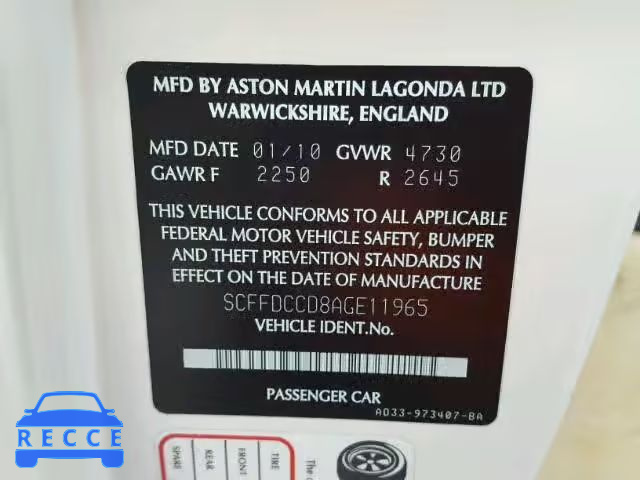 MFD BY ASTON MARTIN LAGONDA LTD
WARWICKSHIRE, ENGLAND
MFD DATE 01/10 GVWR 4730
GAWR F 2250 R 2645
THIS VEHICLE CONFORMS TO ALL APPLICABLE
FEDERAL MOTOR VEHICLE SAFETY, BUMPER
AND THEFT PREVENTION STANDARDS IN
EFFECT ON THE DATE OF MANUFACTURE
SCFFDCCD8AGE11965
VEHICLE IDENT.No.
PASSENGER CAR
AD33-973407-BA
TIRE
FRONT
REAR
SPARE
The
RECCE